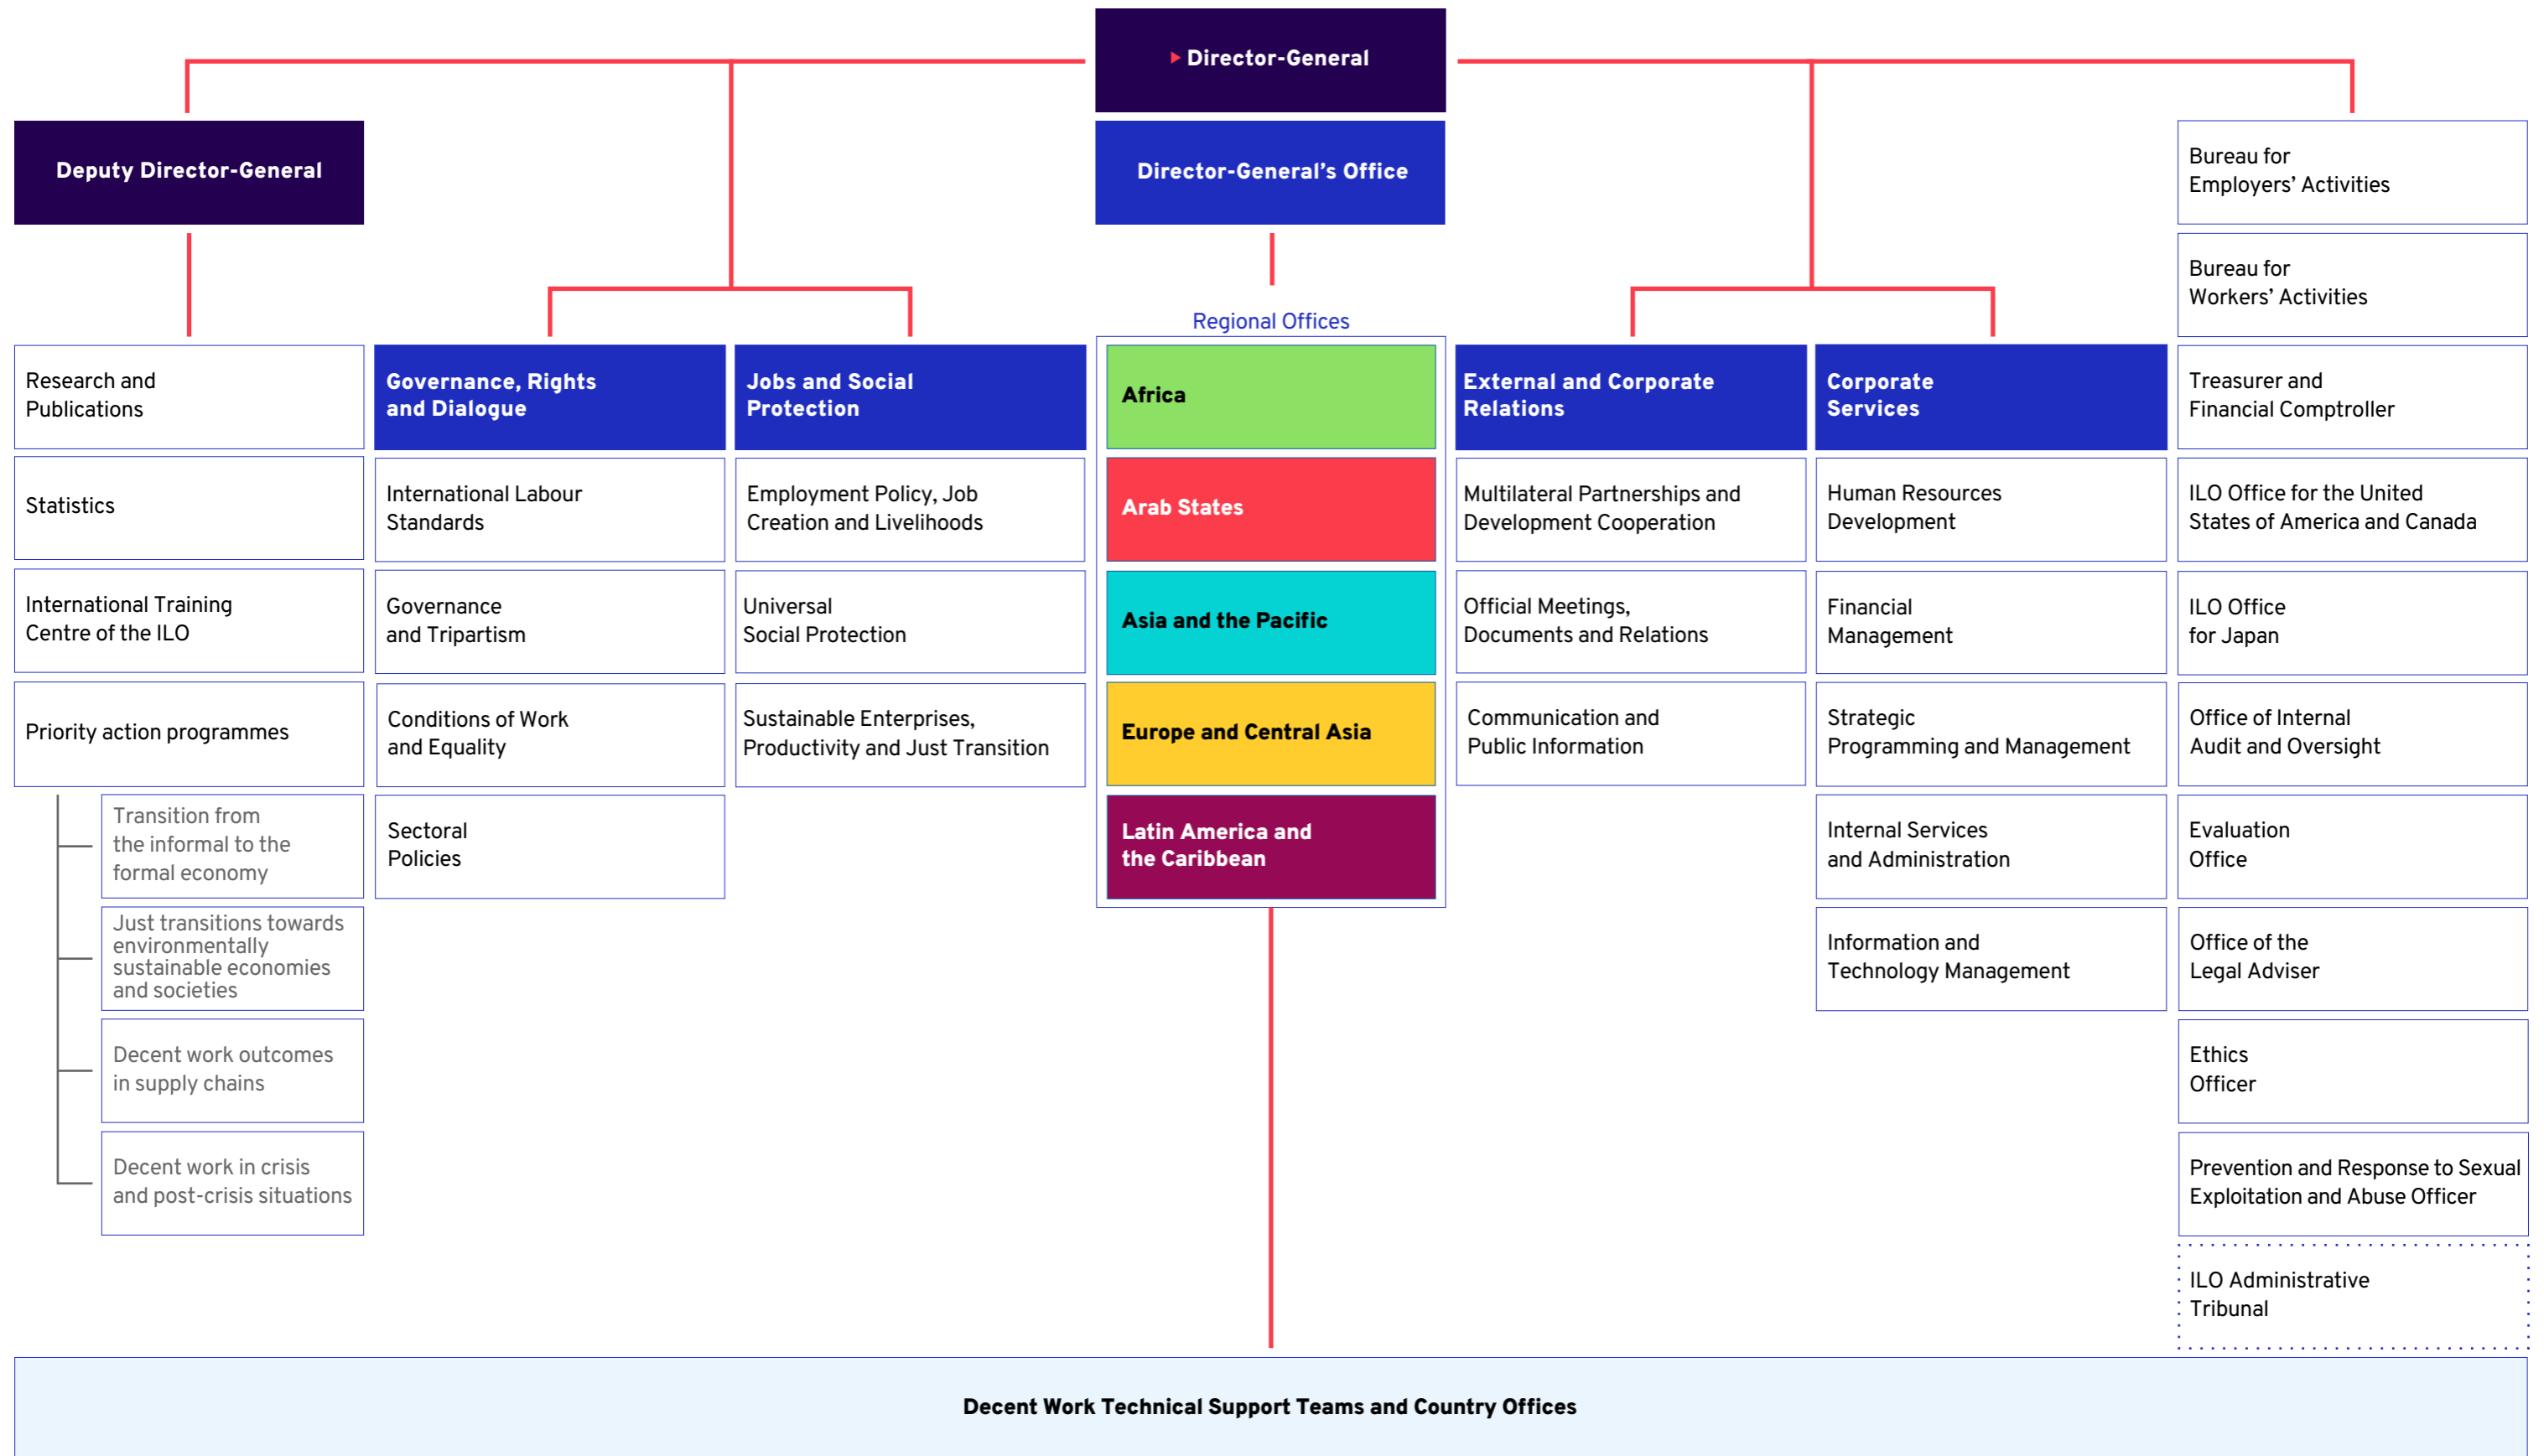 Director-General
Deputy Director-General
Director-General’s Office
Research and
Publications
Statistics
International Training
Centre of the ILO
Priority action programmes
Transition from
the informal to the
formal economy
Just transitions towards
environmentally
sustainable economies
and societies
Decent work outcomes
in supply chains
Decent work in crisis
and post-crisis situations
Governance, Rights
and Dialogue
International Labour
Standards
Governance
and Tripartism
Conditions of Work
and Equality
Sectoral
Policies
Jobs and Social
Protection
Employment Policy, Job
Creation and Livelihoods
Universal
Social Protection
Sustainable Enterprises,
Productivity and Just Transition
Regional Offices
Africa
Arab States
Asia and the Pacific
Europe and Central Asia
Latin America and
the Caribbean
External and Corporate
Relations
Multilateral Partnerships and
Development Cooperation
Official Meetings,
Documents and Relations
Communication and
Public Information
Corporate
Services
Human Resources
Development
Financial
Management
Strategic
Programming and Management
Internal Services
and Administration
Information and
Technology Management
Bureau for
Employers’ Activities
Bureau for
Workers’ Activities
Treasurer and
Financial Comptroller
ILO Office for the United
States of America and Canada
ILO Office
for Japan
Office of Internal
Audit and Oversight
Evaluation
Office
Office of the
Legal Adviser
Ethics
Officer
Prevention and Response to Sexual
Exploitation and Abuse Officer
ILO Administrative
Tribunal
Decent Work Technical Support Teams and Country Offices